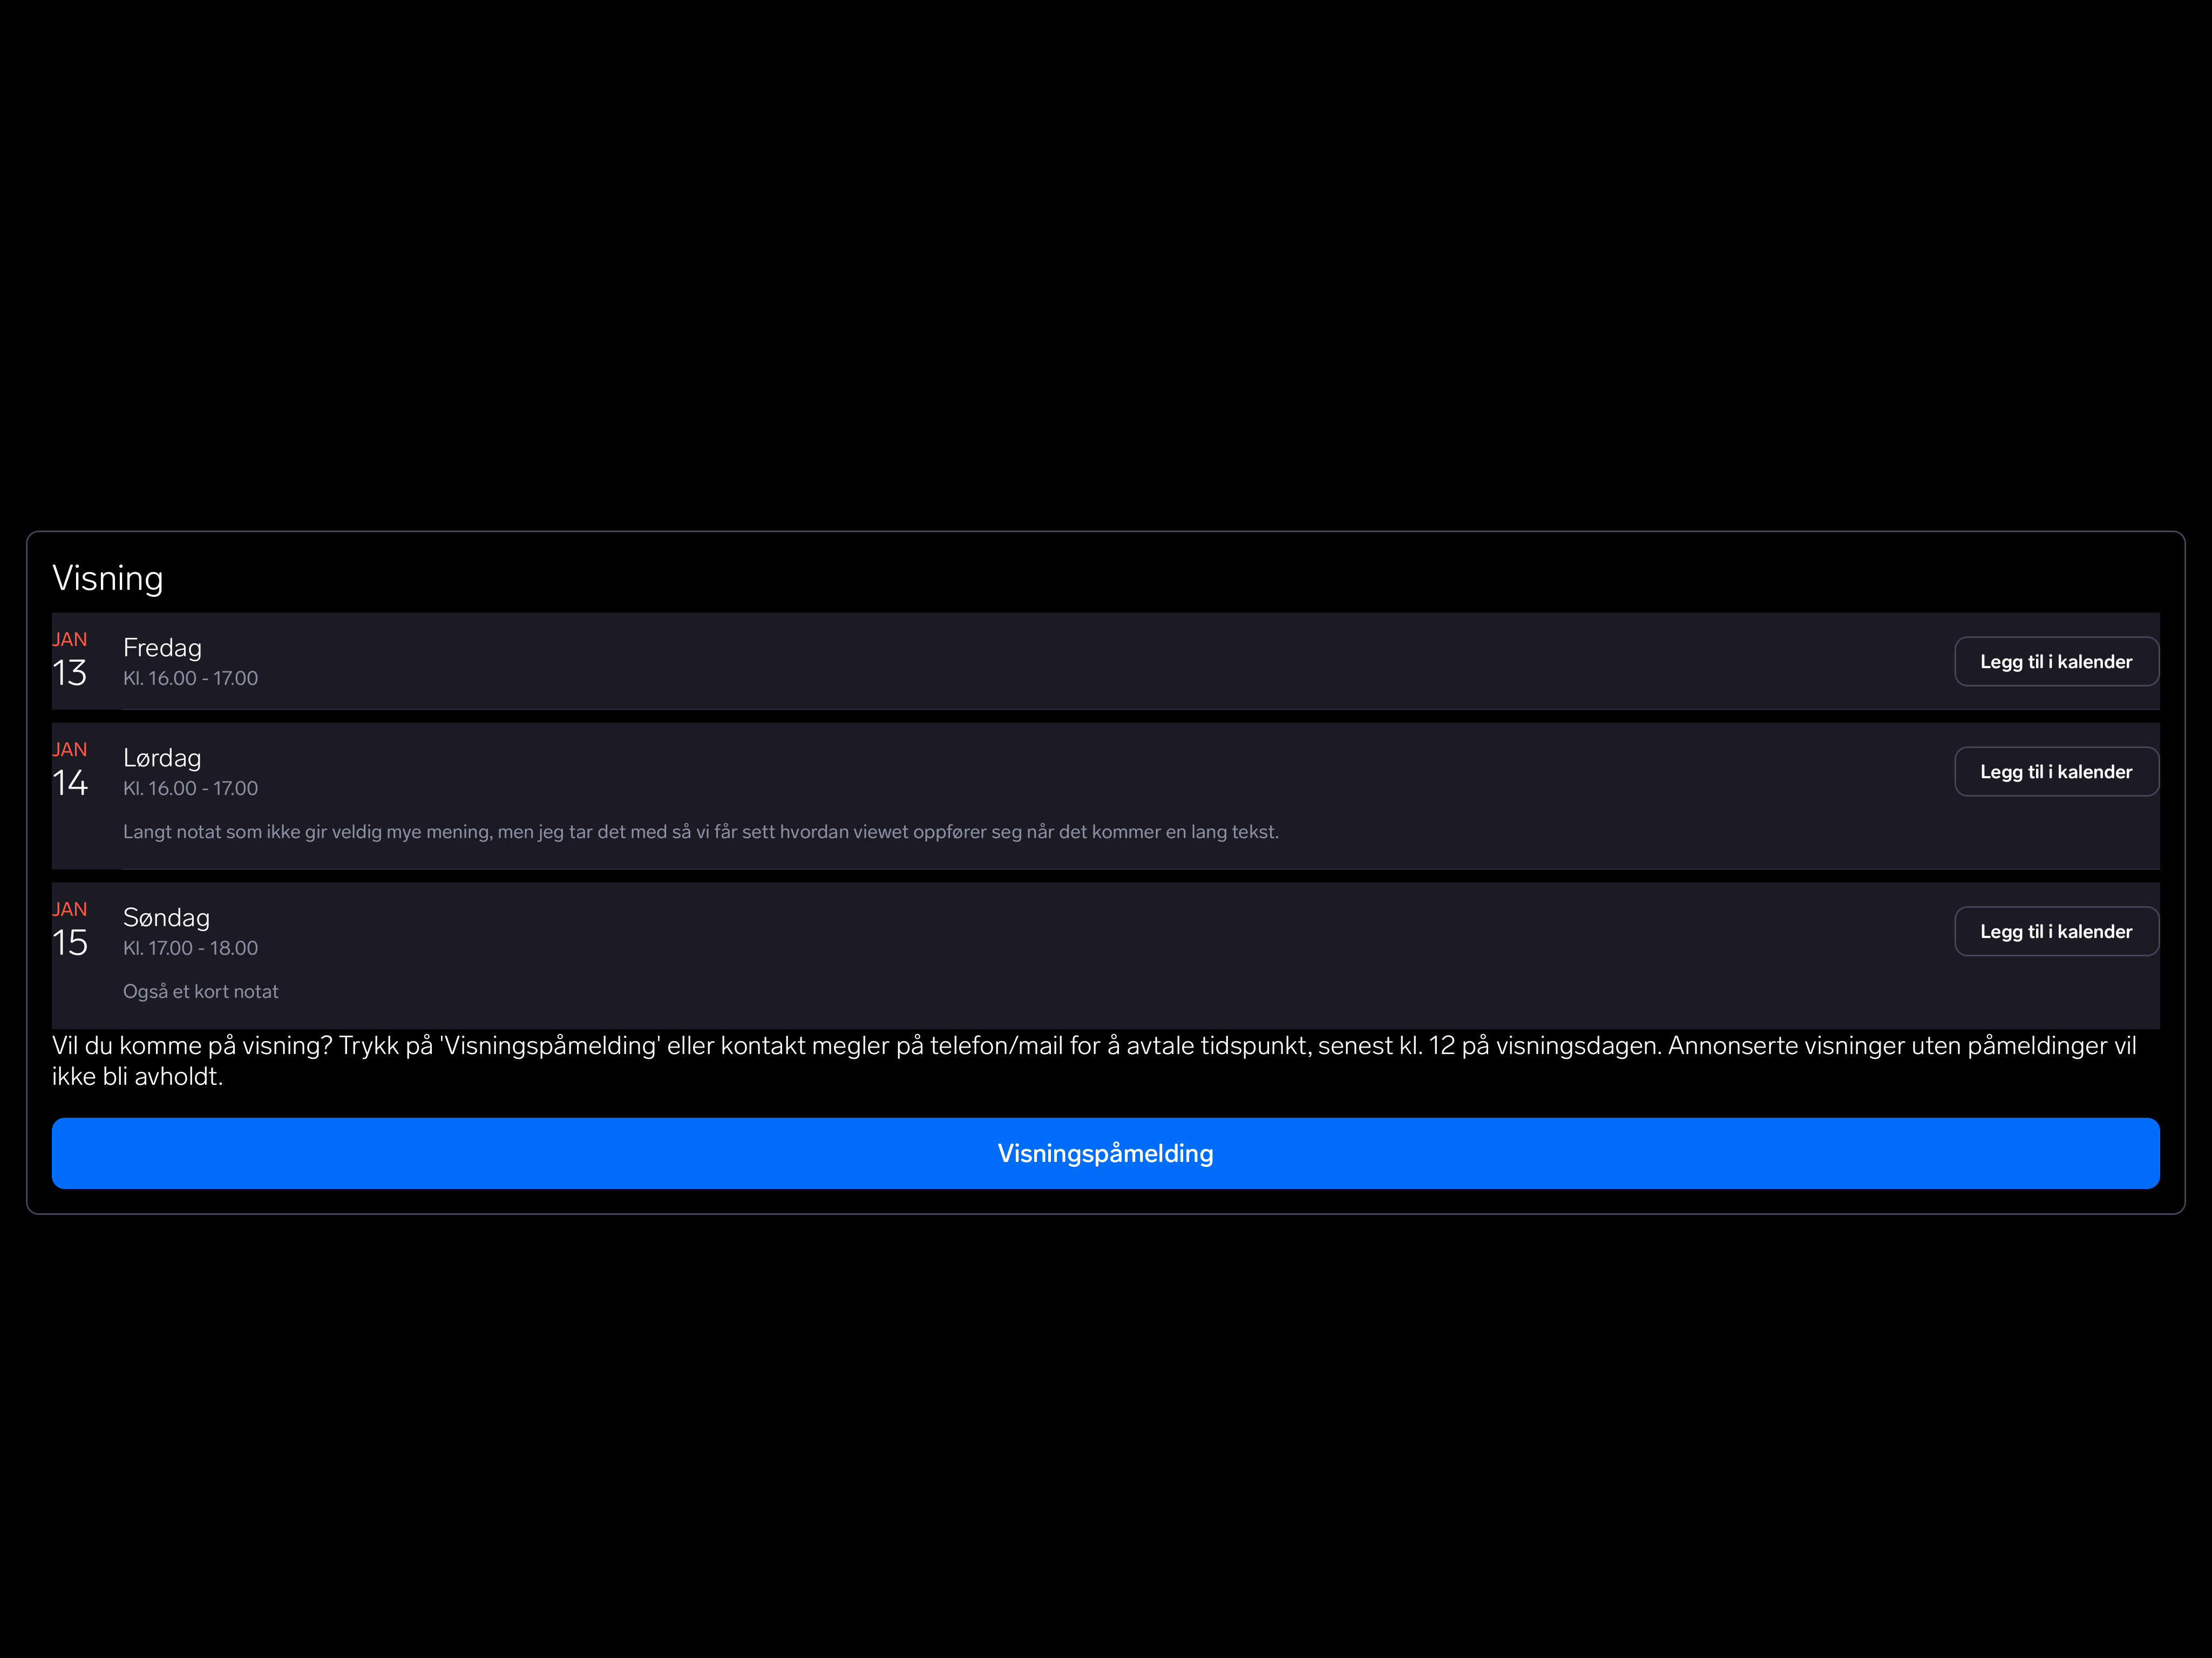 Visning
JAN
13
Fredag
Kl. 16.00 - 17.00
Legg til i kalender
JAN
14
Lørdag
Kl. 16.00 - 17.00
Legg til i kalender
Langt notat som ikke gir veldig mye mening, men jeg tar det med så vi får sett hvordan viewet oppfører seg når det kommer en lang tekst.
JAN
15
Søndag
Kl. 17.00 - 18.00
Legg til i kalender
Også et kort notat
Vil du komme på visning? Trykk på 'Visningspåmelding' eller kontakt megler på telefon/mail for å avtale tidspunkt, senest kl. 12 på visningsdagen. Annonserte visninger uten påmeldinger vil
ikke bli avholdt.
Visningspåmelding